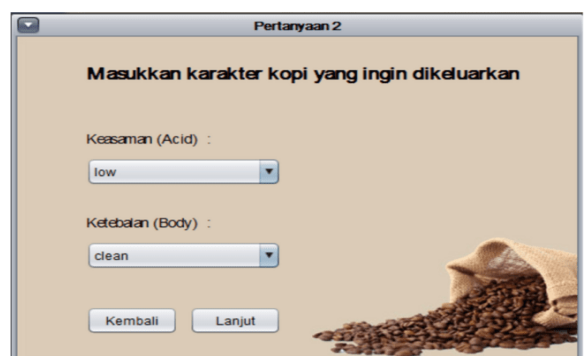 Pertanyaan 2
Masukkan karakter kopi yang ingin dikeluarkan
Keasaman (Acid) :
low
Ketebalan (Body) :
clean
Kembali Lanjut